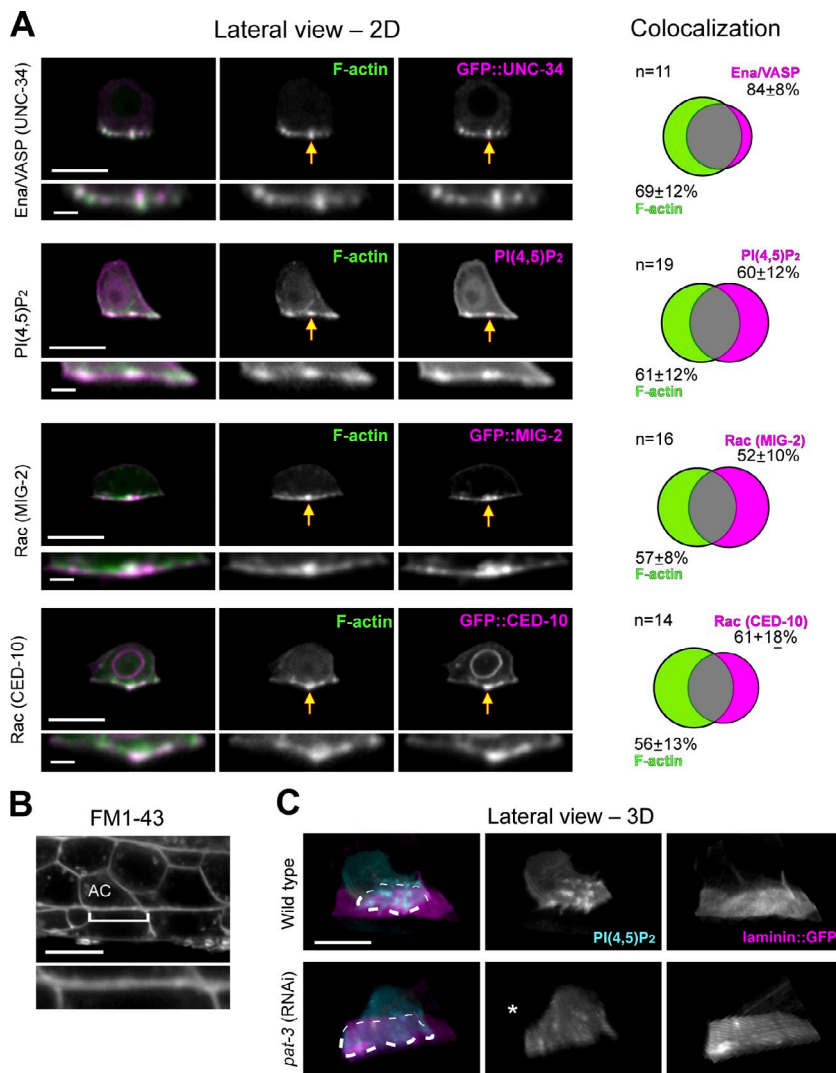 A
Lateral view – 2D
Colocalization
Ena/VASP (UNC-34)
F-actin
GFP::UNC-34
n=11
Ena/VASP
84±8%
69±12%
F-actin
PI(4,5)P₂
F-actin
PI(4,5)P₂
n=19
PI(4,5)P₂
60±12%
61±12%
F-actin
Rac (MIG-2)
F-actin
GFP::MIG-2
n=16
Rac (MIG-2)
52±10%
57±8%
F-actin
Rac (CED-10)
F-actin
GFP::CED-10
n=14
Rac (CED-10)
61+18%
56±13%
F-actin
B
FM1-43
AC
C
Lateral view – 3D
Wild type
PI(4,5)P₂
laminin::GFP
pat-3 (RNAi)
*